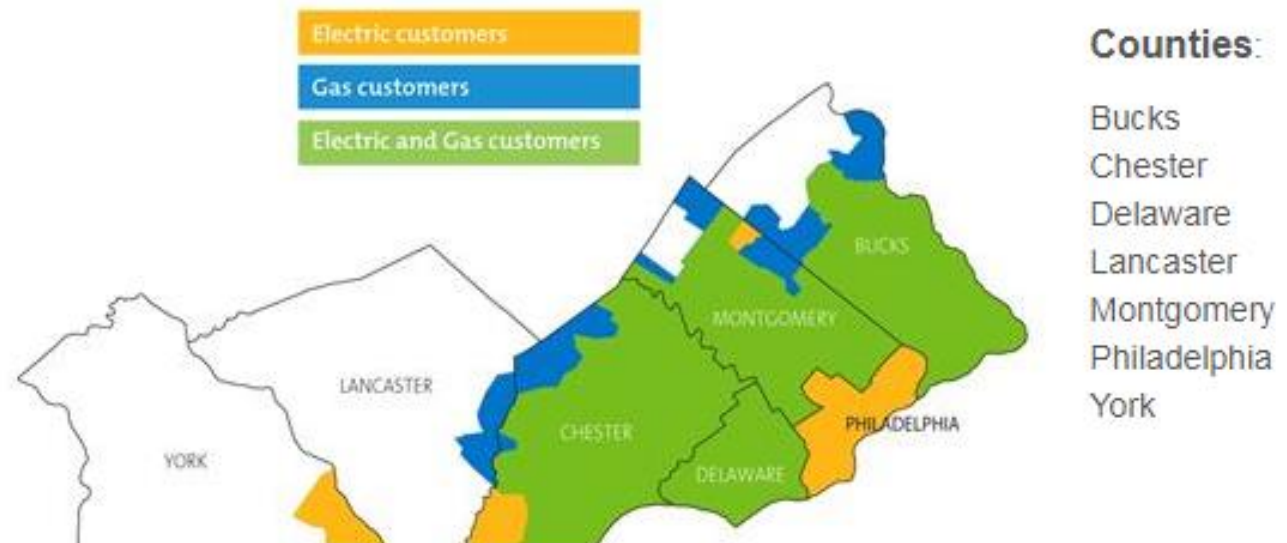 Electric customers
Gas customers
Electric and Gas customers
BUCKS
MONTGOMERY
LANCASTER
PHILADELPHIA
CHESTER
YORK
DELAWARE
Counties:
Bucks
Chester
Delaware
Lancaster
Montgomery
Philadelphia
York